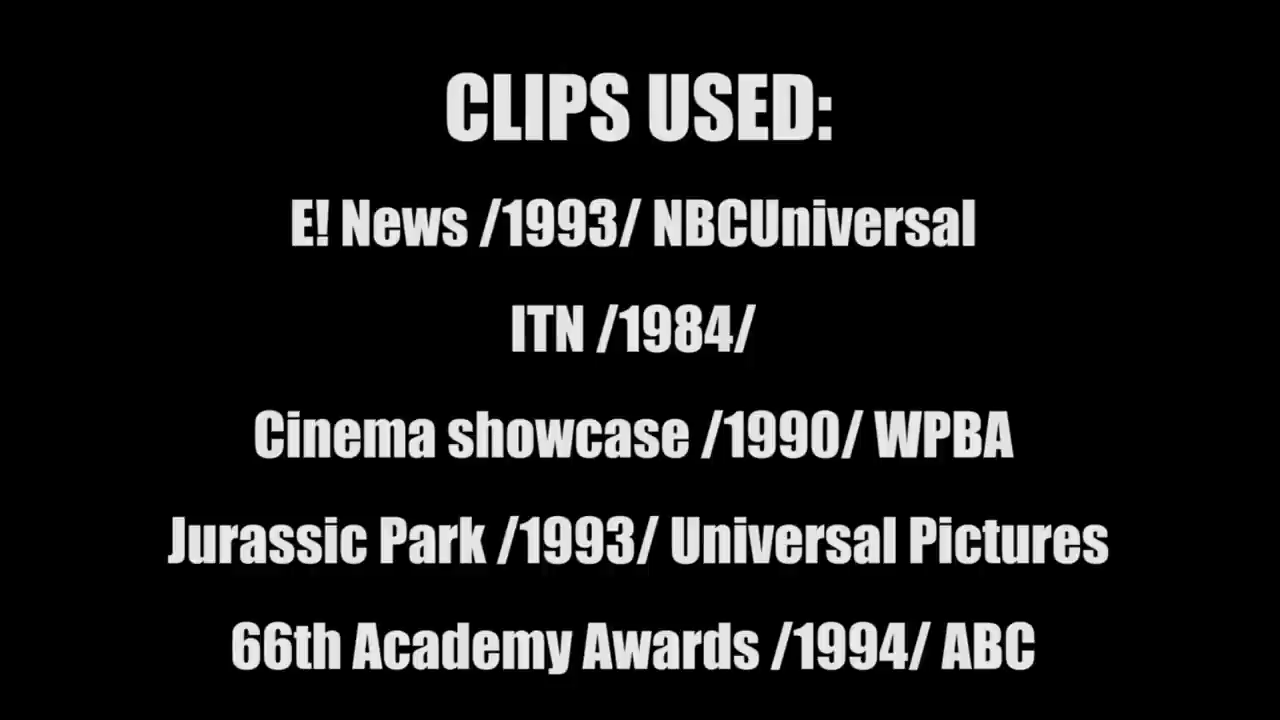 CLIPS USED:
E! News /1993/ NBCUniversal
ITN /1984/
Cinema showcase /1990/ WPBA
Jurassic Park /1993/ Universal Pictures
66th Academy Awards /1994/ ABC